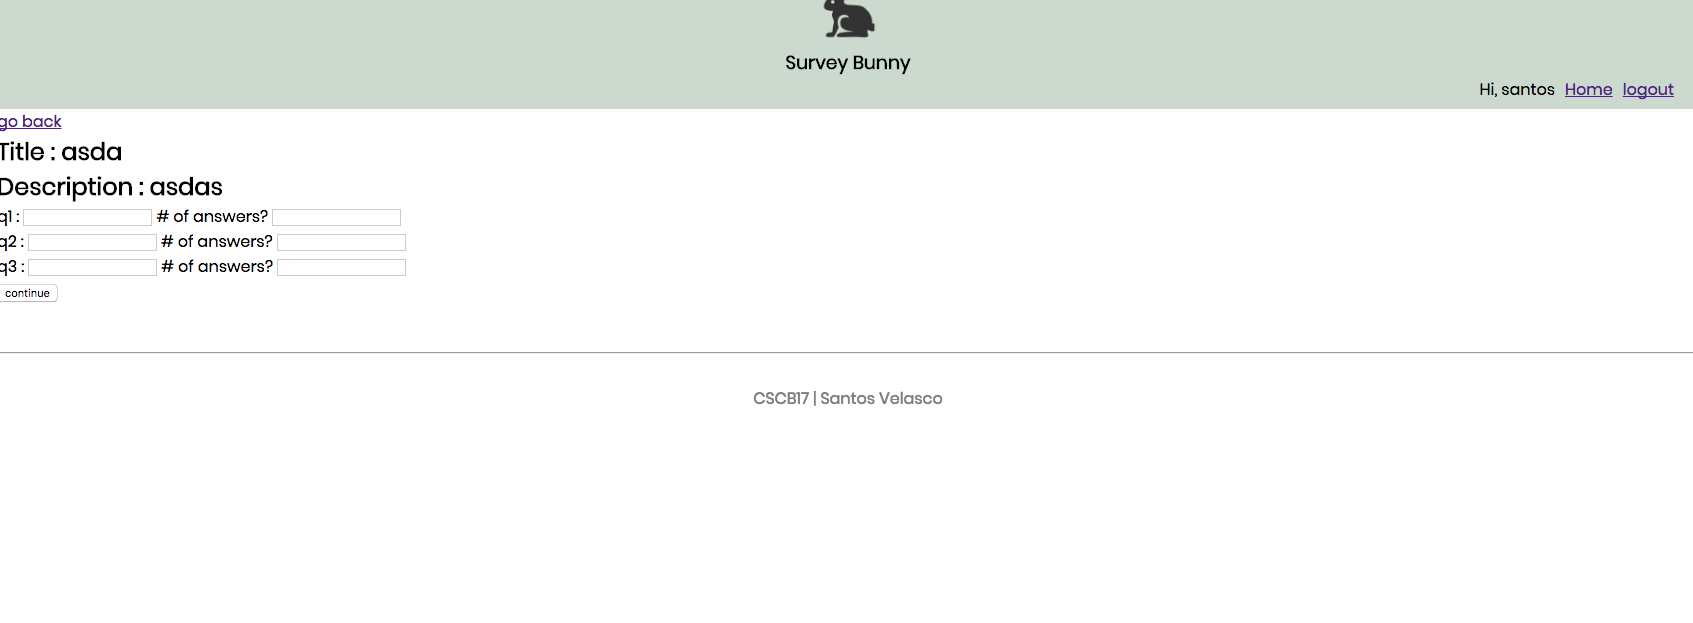 Survey Bunny
Hi, santos Home logout
go back
Title : asda
Description : asdas
q1 : # of answers?
q2 : # of answers?
q3 : # of answers?
continue
CSCB17 | Santos Velasco